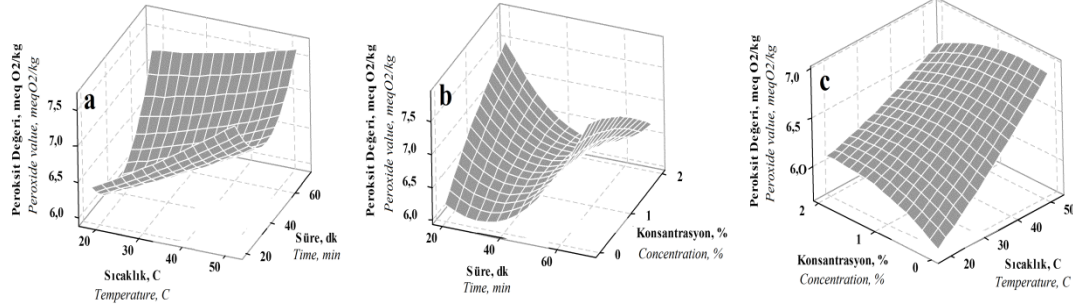 a
Peroksit Değeri, meq O2/kg
Peroxide value, meqO2/kg
7,5
7,0
6,5
6,0
20
30
40
50
Sıcaklık, C
Temperature, C
20
40
60
Süre, dk
Time, min
b
Peroksit Değeri, meq O2/kg
Peroxide value, meqO2/kg
7,5
7,0
6,5
6,0
20
40
60
Süre, dk
Time, min
0
1
2
Konsantrasyon, %
Concentration, %
c
Peroksit Değeri, meq O2/kg
Peroxide value, meqO2/kg
7,0
6,5
6,0
2
1
0
Konsantrasyon, %
Concentration, %
20
30
40
50
Sıcaklık, C
Temperature, C